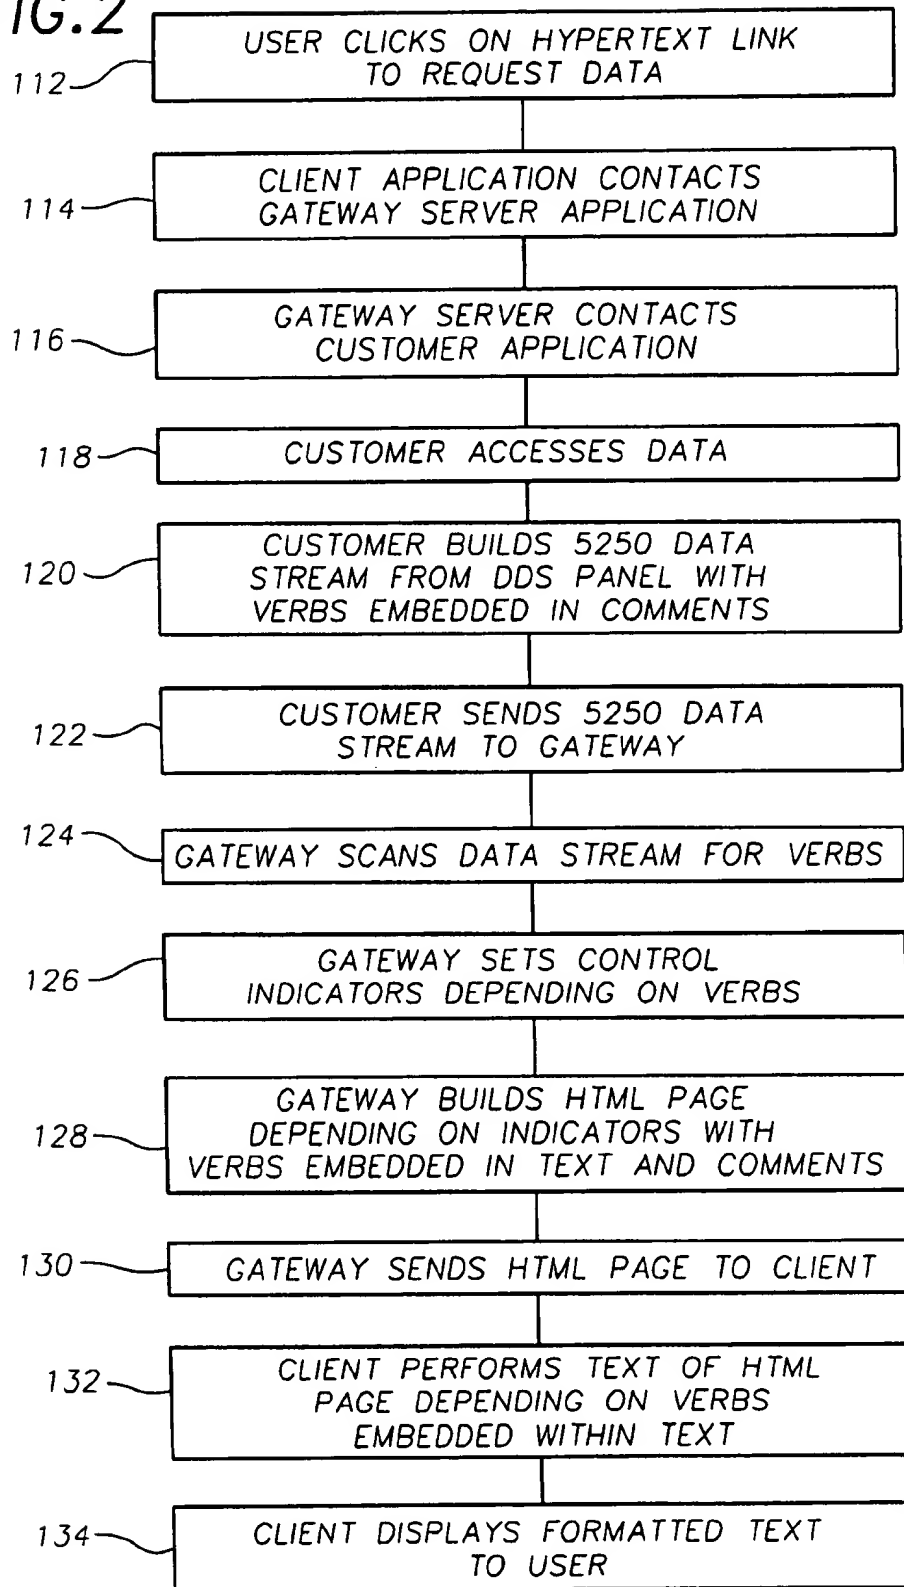 IG.2
USER CLICKS ON HYPERTEXT LINK
TO REQUEST DATA
112
CLIENT APPLICATION CONTACTS
GATEWAY SERVER APPLICATION
114
GATEWAY SERVER CONTACTS
CUSTOMER APPLICATION
116
CUSTOMER ACCESSES DATA
118
CUSTOMER BUILDS 5250 DATA
STREAM FROM DDS PANEL WITH
VERBS EMBEDDED IN COMMENTS
120
CUSTOMER SENDS 5250 DATA
STREAM TO GATEWAY
122
GATEWAY SCANS DATA STREAM FOR VERBS
124
GATEWAY SETS CONTROL
INDICATORS DEPENDING ON VERBS
126
GATEWAY BUILDS HTML PAGE
DEPENDING ON INDICATORS WITH
VERBS EMBEDDED IN TEXT AND COMMENTS
128
GATEWAY SENDS HTML PAGE TO CLIENT
130
CLIENT PERFORMS TEXT OF HTML
PAGE DEPENDING ON VERBS
EMBEDDED WITHIN TEXT
132
CLIENT DISPLAYS FORMATTED TEXT
TO USER
134